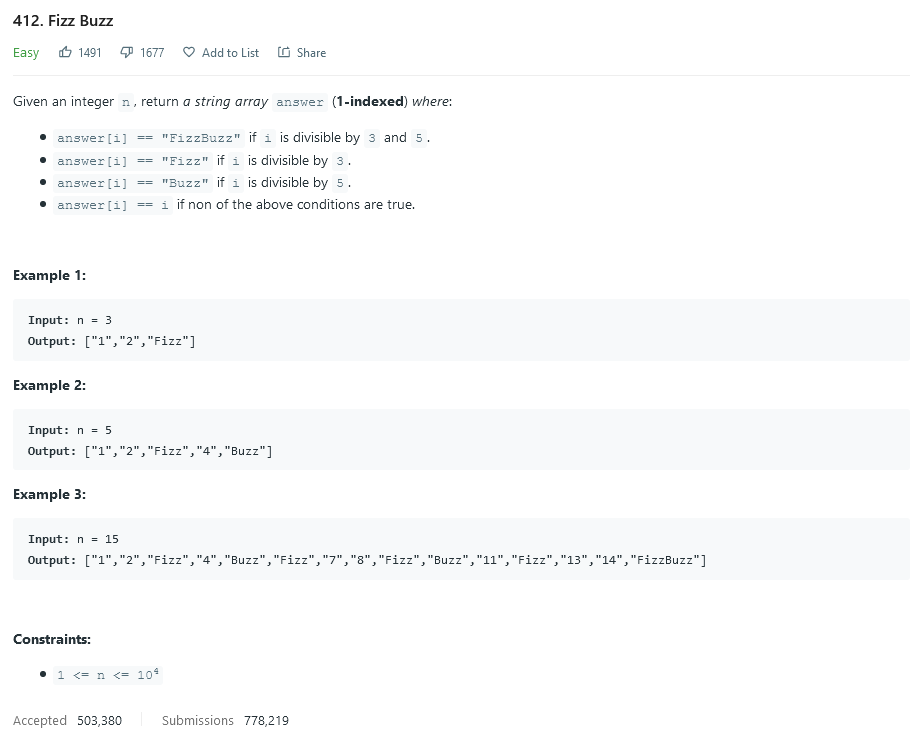 412. Fizz Buzz
Easy 1491 1677 Add to List Share
Given an integer n, return a string array answer (1-indexed) where:
answer[i] == "FizzBuzz" if i is divisible by 3 and 5.
answer[i] == "Fizz" if i is divisible by 3.
answer[i] == "Buzz" if i is divisible by 5.
answer[i] == i if non of the above conditions are true.
Example 1:
Input: n = 3
Output: ["1","2","Fizz"]
Example 2:
Input: n = 5
Output: ["1","2","Fizz","4","Buzz"]
Example 3:
Input: n = 15
Output: ["1","2","Fizz","4","Buzz","Fizz","7","8","Fizz","Buzz","11","Fizz","13","14","FizzBuzz"]
Constraints:
1 <= n <= 10⁴
Accepted 503,380 Submissions 778,219